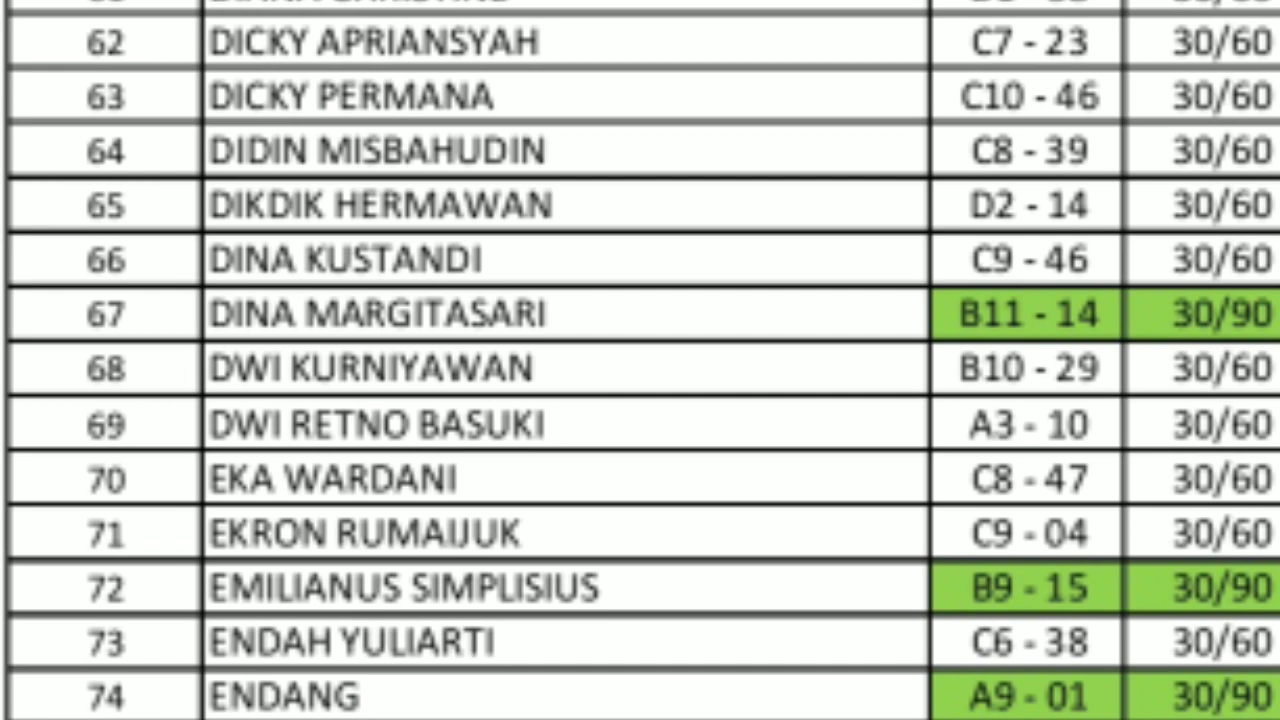 62 DICKY APRIANSYAH C7 - 23 30/60
63 DICKY PERMANA C10 - 46 30/60
64 DIDIN MISBAHUDIN C8 - 39 30/60
65 DIKDIK HERMAWAN D2 - 14 30/60
66 DINA KUSTANDI C9 - 46 30/60
67 DINA MARGITASARI B11 - 14 30/90
68 DWI KURNIYAWAN B10 - 29 30/60
69 DWI RETNO BASUKI A3 - 10 30/60
70 EKA WARDANI C8 - 47 30/60
71 EKRON RUMAIJUK C9 - 04 30/60
72 EMILIANUS SIMPLISIUS B9 - 15 30/90
73 ENDAH YULIARTI C6 - 38 30/60
74 ENDANG A9 - 01 30/90